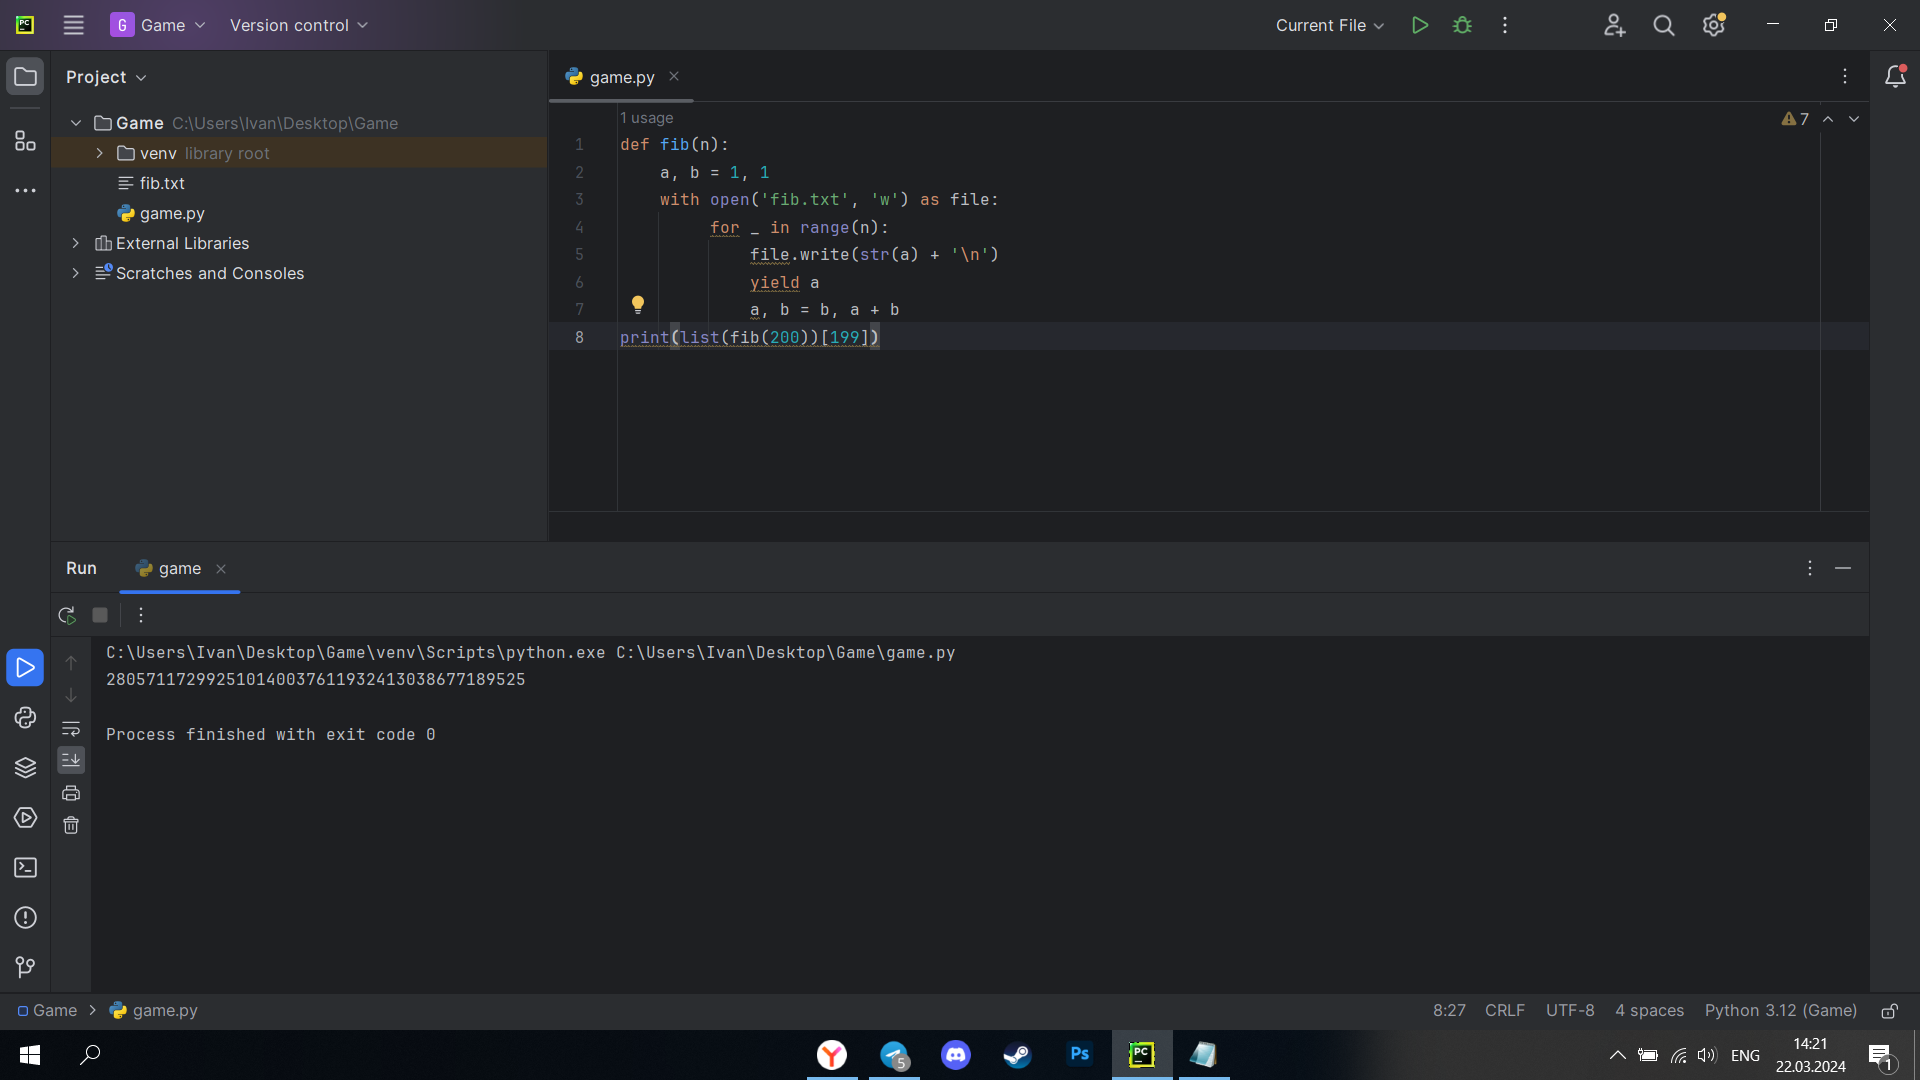 PC
G Game Version control Current File
Project
game.py
Game C:\Users\Ivan\Desktop\Game
venv library root
fib.txt
game.py
External Libraries
Scratches and Consoles
1 usage
7
1 def fib(n):
2 a, b = 1, 1
3 with open('fib.txt', 'w') as file:
4 for _ in range(n):
5 file.write(str(a) + '\n')
6 yield a
7 a, b = b, a + b
8 print(list(fib(200))[199])
Run game
C:\Users\Ivan\Desktop\Game\venv\Scripts\python.exe C:\Users\Ivan\Desktop\Game\game.py
280571172992510140037611932413038677189525
Process finished with exit code 0
Game game.py 8:27 CRLF UTF-8 4 spaces Python 3.12 (Game)
Y 5 Ps PC ENG 14:21
22.03.2024 1